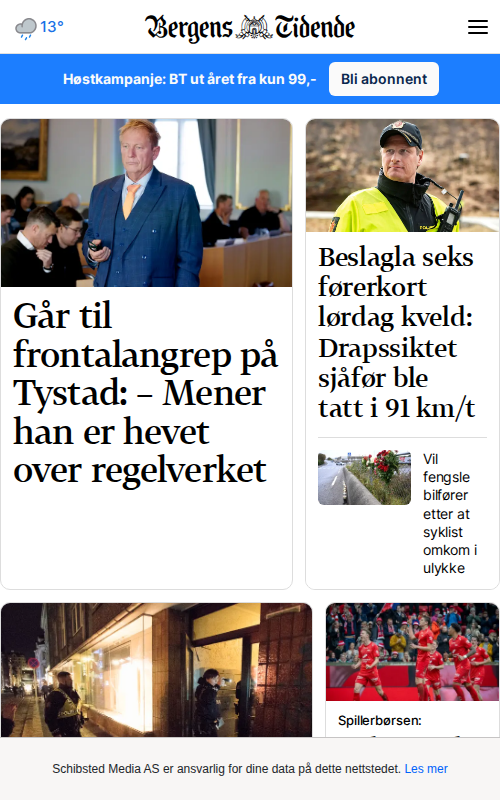 13°
Bergens Tidende
Høstkampanje: BT ut året fra kun 99,-
Bli abonnent
Går til
frontalangrep på
Tystad: – Mener
han er hevet
over regelverket
Beslagla seks
førerkort
lørdag kveld:
Drapssiktet
sjåfør ble
tatt i 91 km/t
Vil
fengsle
bilfører
etter at
syklist
omkom i
ulykke
Spillerbørsen:
Schibsted Media AS er ansvarlig for dine data på dette nettstedet. Les mer